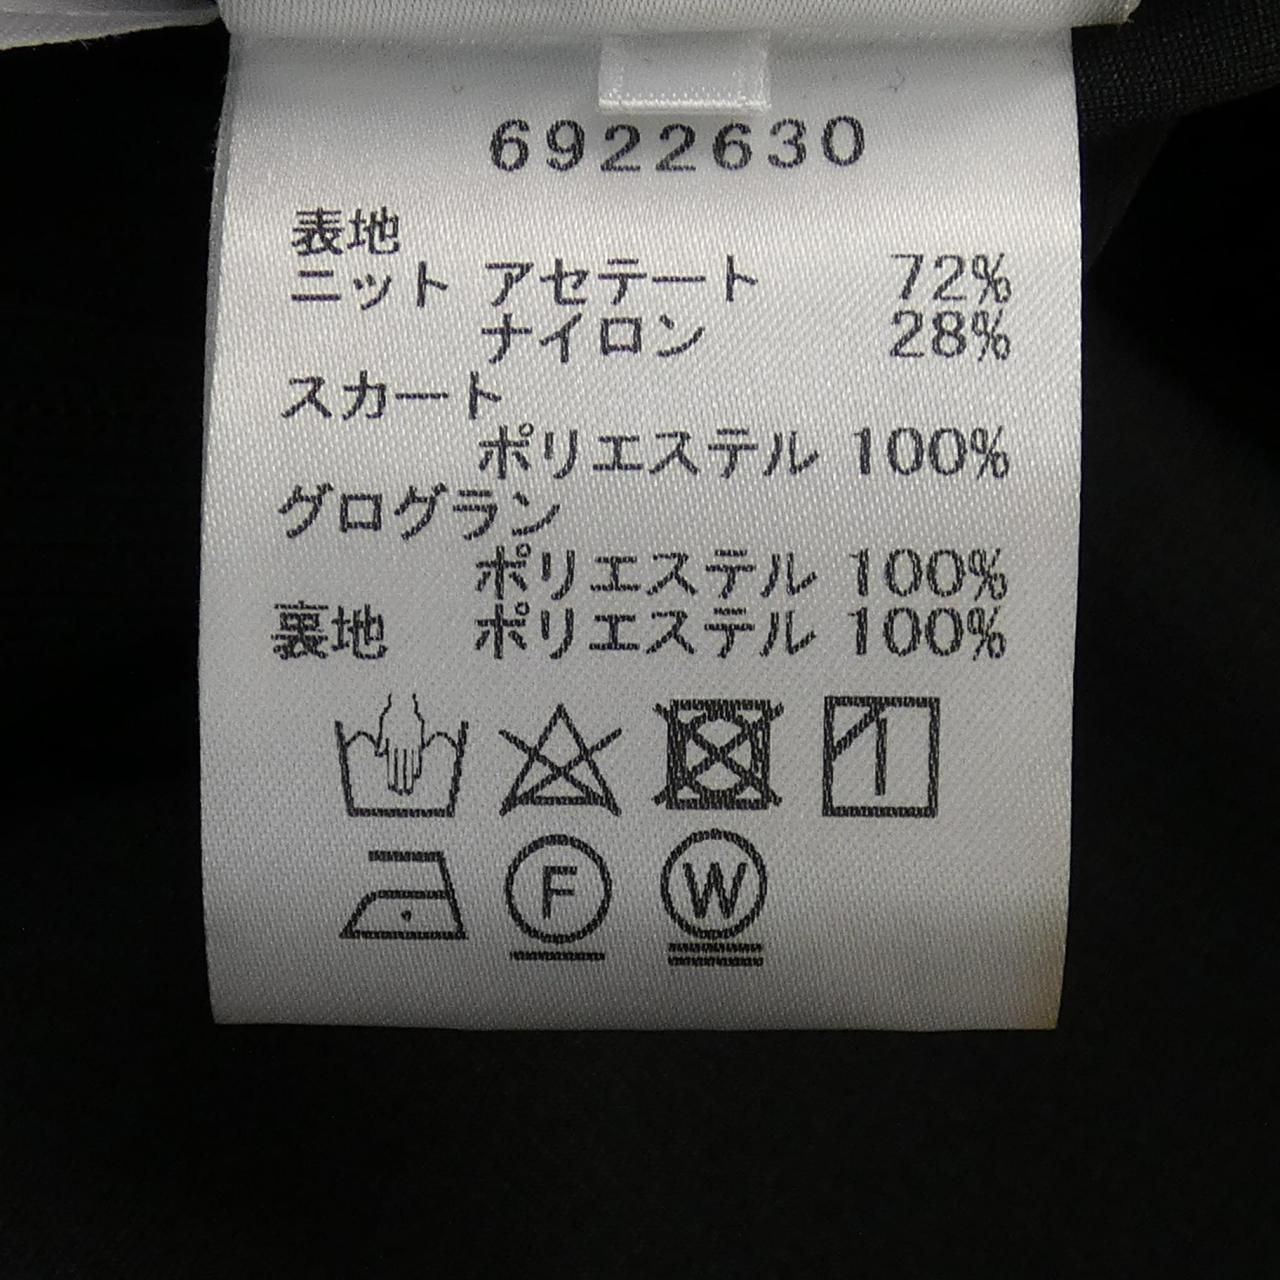 6922630
表地
ニット アセテート 72%
ナイロン 28%
スカート
ポリエステル 100%
グログラン
ポリエステル 100%
裏地 ポリエステル 100%
F W